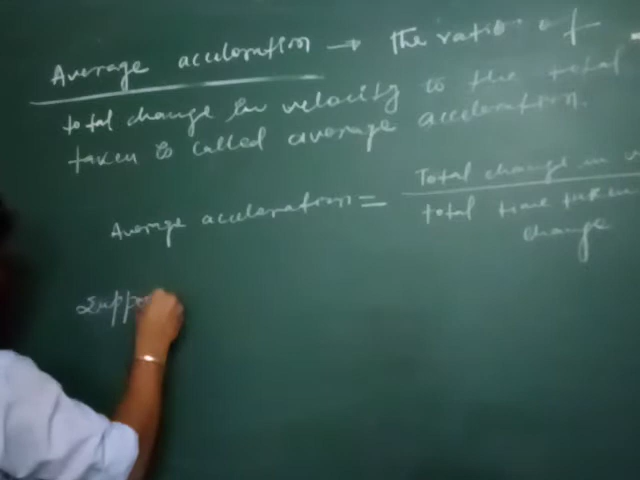 Average acceleration → The ratio of
total change in velocity to the total
taken is called average acceleration.
Average acceleration = Total change in
total time taken
change
Suppo